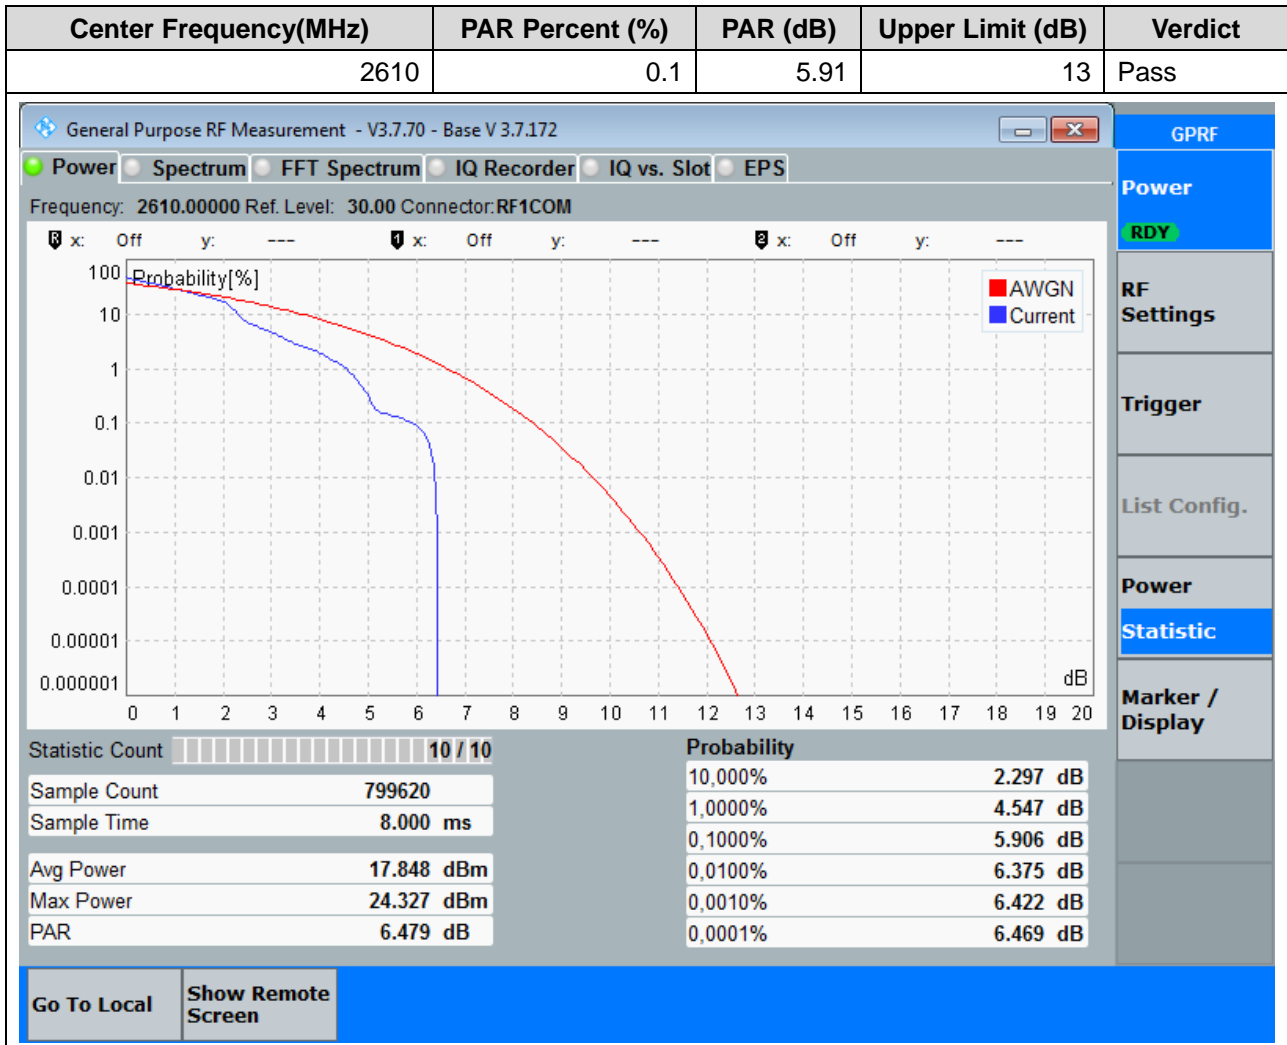 Center Frequency(MHz) PAR Percent (%) PAR (dB) Upper Limit (dB) Verdict
2610 0.1 5.91 13 Pass
General Purpose RF Measurement - V3.7.70 - Base V 3.7.172
GPRF
Power Spectrum FFT Spectrum IQ Recorder IQ vs. Slot EPS
Frequency: 2610.00000 Ref. Level: 30.00 Connector: RF1COM
R x: Off y: --- 1 x: Off y: --- 2 x: Off y: ---
Probability[%]
100
10
1
0.1
0.01
0.001
0.0001
0.00001
0.000001
AWGN
Current
dB
0 1 2 3 4 5 6 7 8 9 10 11 12 13 14 15 16 17 18 19 20
Statistic Count 10 / 10
Sample Count 799620
Sample Time 8.000 ms
Avg Power 17.848 dBm
Max Power 24.327 dBm
PAR 6.479 dB
Probability
10,000% 2.297 dB
1,0000% 4.547 dB
0,1000% 5.906 dB
0,0100% 6.375 dB
0,0010% 6.422 dB
0,0001% 6.469 dB
Power
RDY
RF
Settings
Trigger
List Config.
Power
Statistic
Marker /
Display
Go To Local
Show Remote
Screen